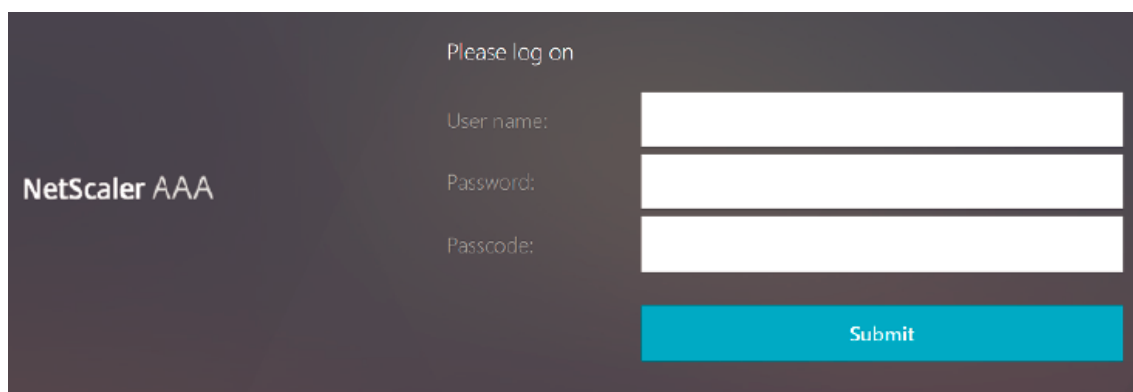 Please log on
User name:
Password:
NetScaler AAA
Passcode:
Submit